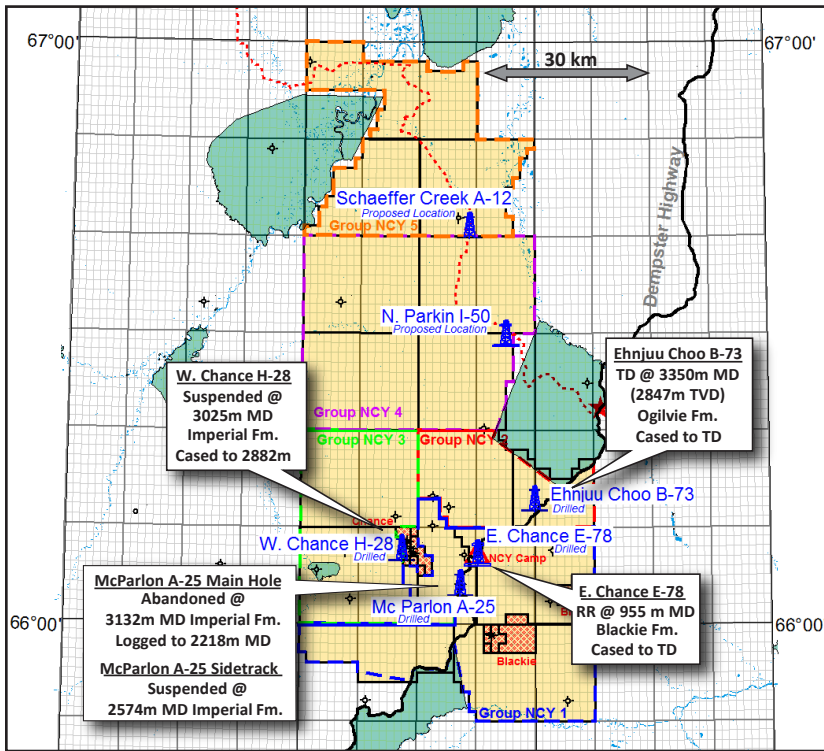 67°00'
67°00'
30 km
Dempster Highway
Schaeffer Creek A-12
Proposed Location
Group NCY 5
N. Parkin I-50
Proposed Location
Ehnjuu Choo B-73
TD @ 3350m MD
(2847m TVD)
Ogilvie Fm.
Cased to TD
W. Chance H-28
Suspended @
3025m MD
Imperial Fm.
Cased to 2882m
Group NCY 4
Group NCY 3
Group NCY 2
Ehnjuu Choo B-73
Drilled
Chance
W. Chance H-28
Drilled
E. Chance E-78
Drilled
NCY Camp
McParlon A-25 Main Hole
Abandoned @
3132m MD Imperial Fm.
Logged to 2218m MD
McParlon A-25 Sidetrack
Suspended @
2574m MD Imperial Fm.
Mc Parlon A-25
Drilled
E. Chance E-78
RR @ 955 m MD
Blackie Fm.
Cased to TD
66°00'
66°00'
Blackie
Group NCY 1